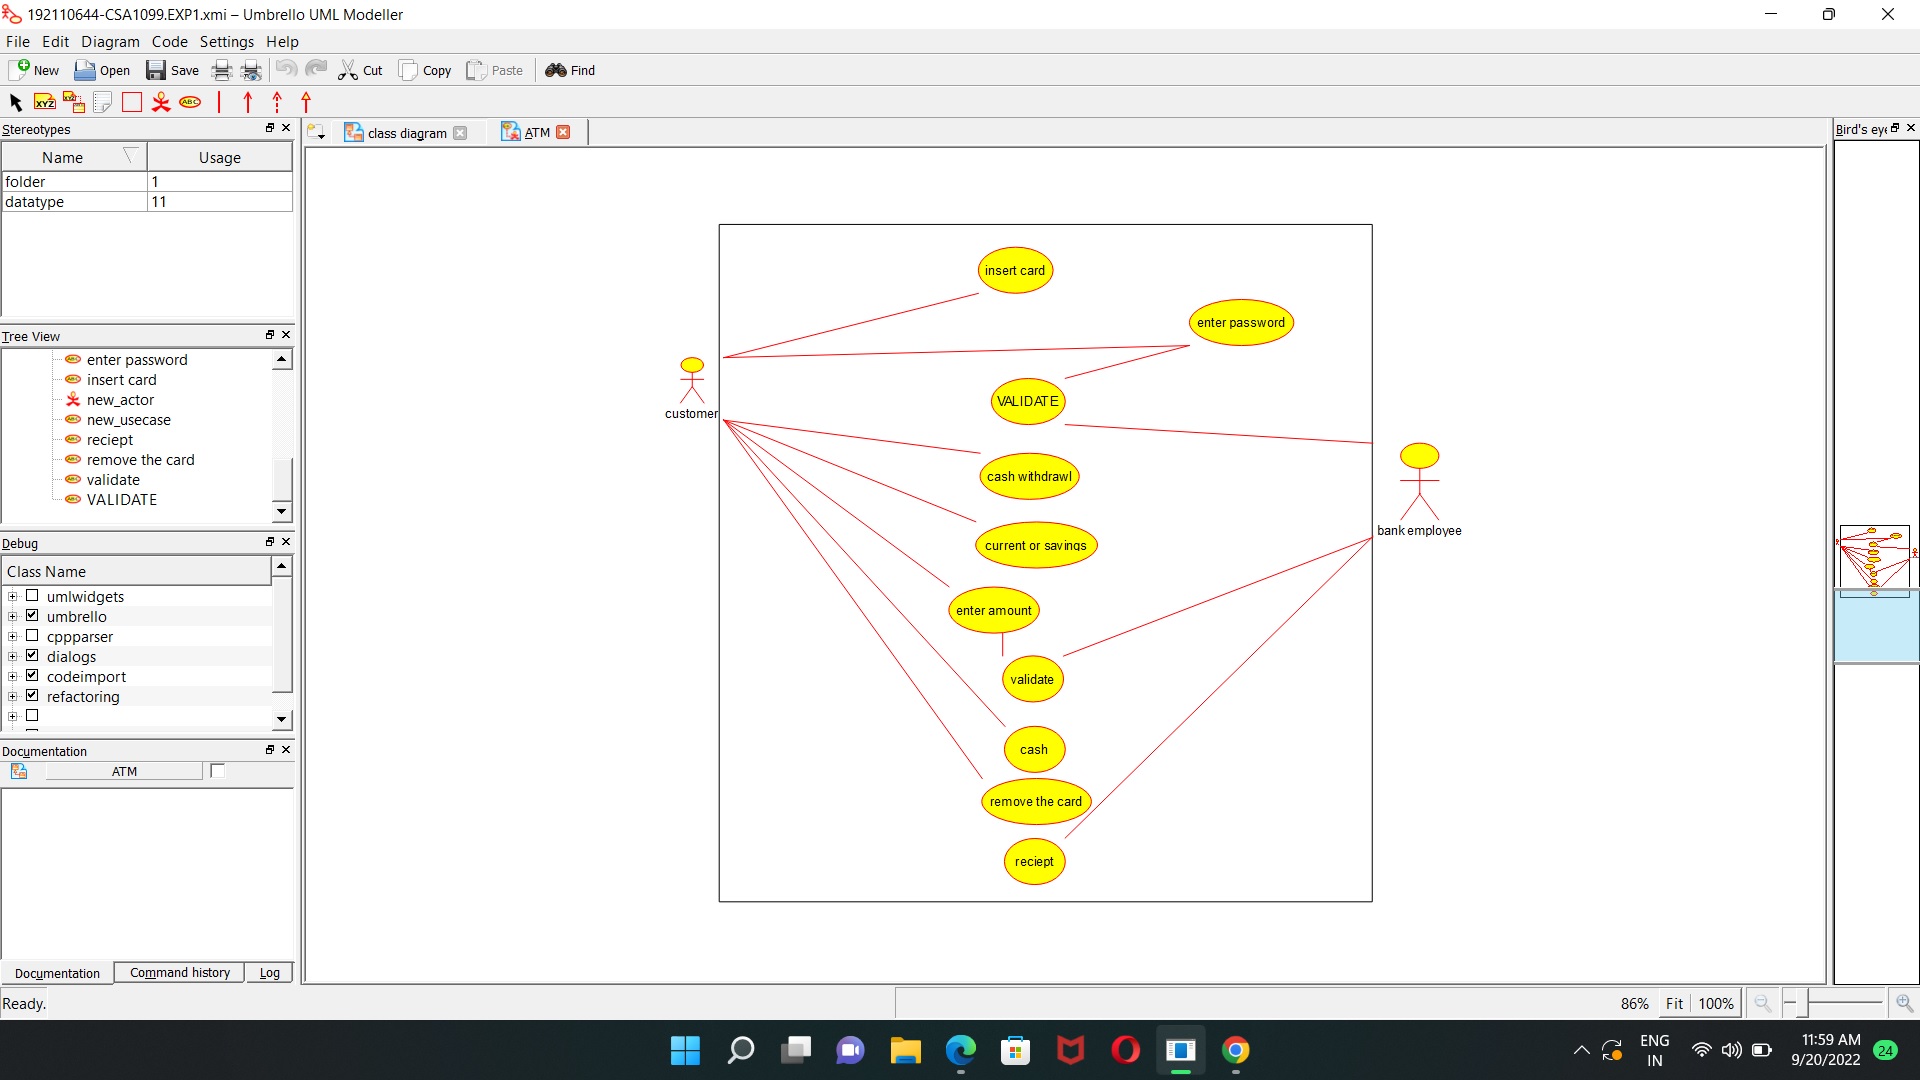 192110644-CSA1099.EXP1.xmi – Umbrello UML Modeller
File Edit Diagram Code Settings Help
New Open Save Cut Copy Paste Find
XYZ XYZ ABC
Stereotypes
Name Usage
folder 1
datatype 11
Tree View
enter password
insert card
new_actor
new_usecase
reciept
remove the card
validate
VALIDATE
Debug
Class Name
umlwidgets
umbrello
cppparser
dialogs
codeimport
refactoring
Documentation
ATM
Documentation Command history Log
class diagram ATM
insert card
enter password
customer
VALIDATE
cash withdrawl
current or savings
bank employee
enter amount
validate
cash
remove the card
reciept
Bird's eye
Ready.
86% Fit 100%
ENG
IN
11:59 AM
9/20/2022
24